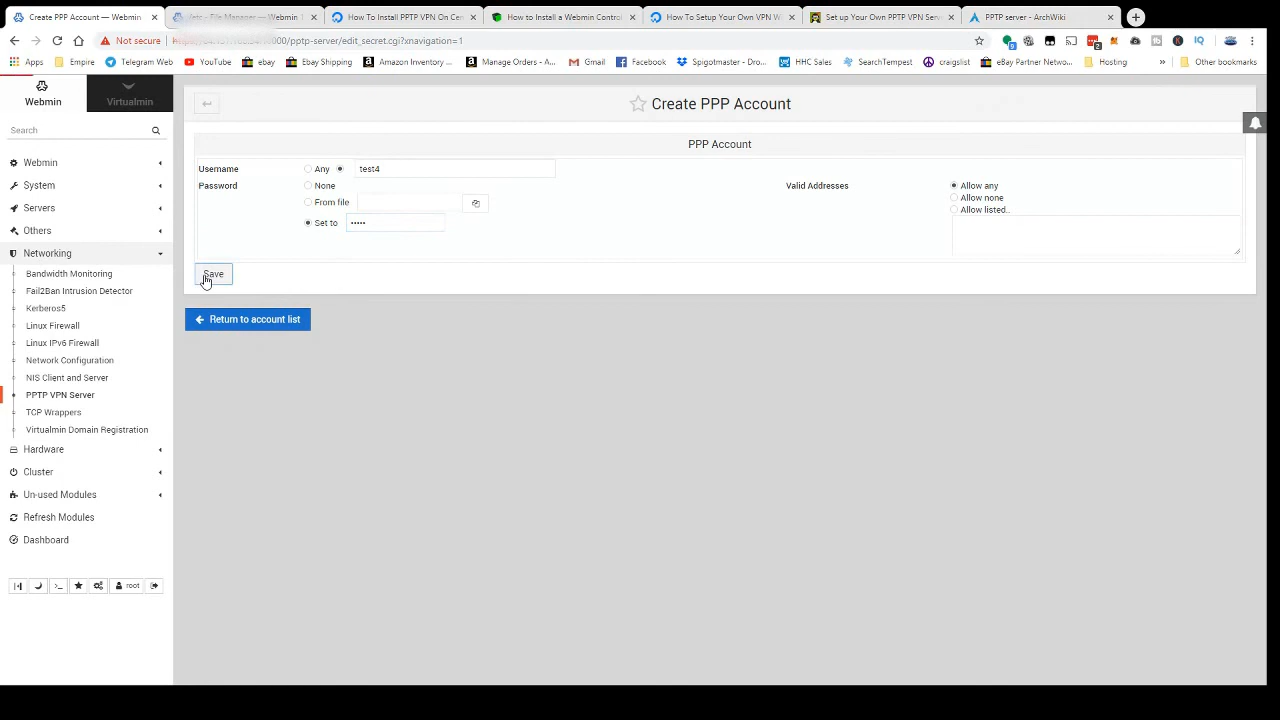 Create PPP Account — Webmin
/etc - File Manager — Webmin 1
How To Install PPTP VPN On Cen
How to Install a Webmin Control
How To Setup Your Own VPN W
Set up Your Own PPTP VPN Serv
PPTP server - ArchWiki
Not secure
/pptp-server/edit_secret.cgi?xnavigation=1
Apps
Empire
Telegram Web
YouTube
ebay
Ebay Shipping
Amazon Inventory ...
Manage Orders - A...
Gmail
Facebook
Sprigotmaster - Dro...
HHC Sales
SearchTempest
craigslist
eBay Partner Netw...
Hosting
»
Other bookmarks
Webmin
Virtualmin
Search
Webmin
System
Servers
Others
Networking
Bandwidth Monitoring
Fail2Ban Intrusion Detector
Kerberos5
Linux Firewall
Linux IPv6 Firewall
Network Configuration
NIS Client and Server
PPTP VPN Server
TCP Wrappers
Virtualmin Domain Registration
Hardware
Cluster
Un-used Modules
Refresh Modules
Dashboard
root
Create PPP Account
PPP Account
Username
Any
test4
Password
None
From file
Set to
•••••
Valid Addresses
Allow any
Allow none
Allow listed..
Save
Return to account list